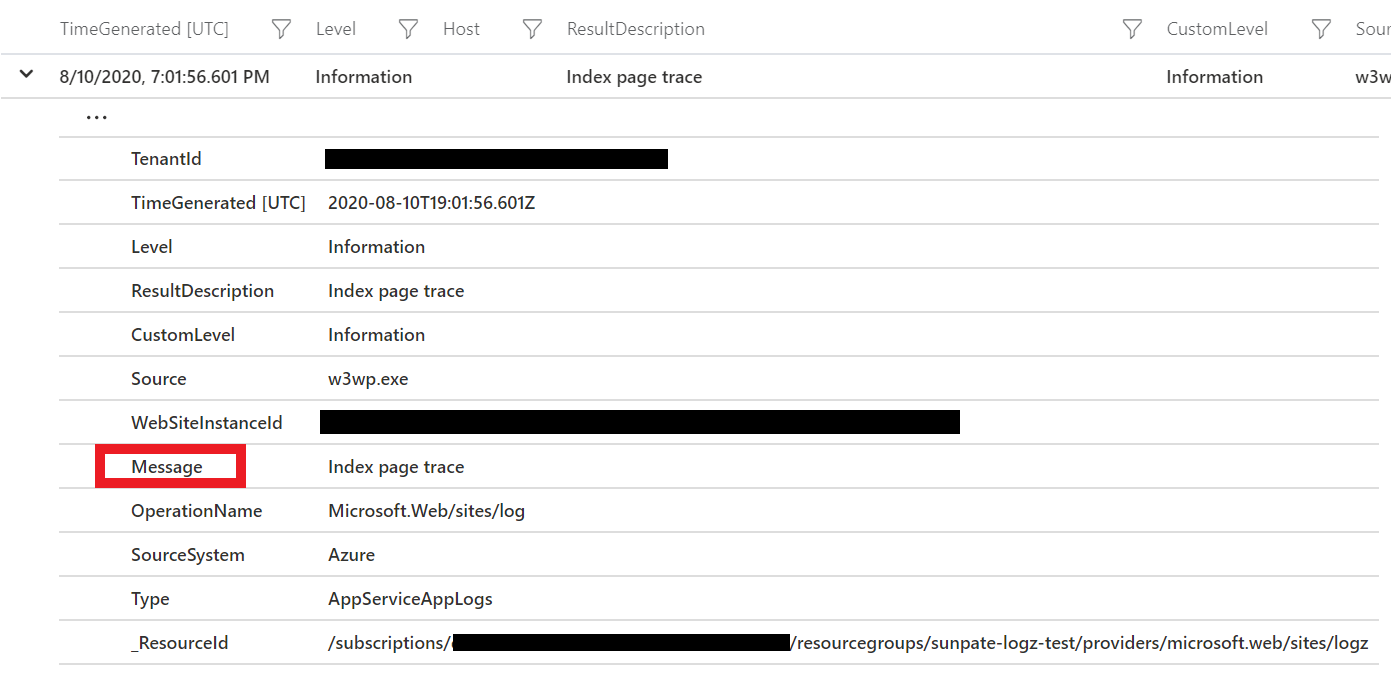 TimeGenerated [UTC] Level Host ResultDescription CustomLevel Sour
8/10/2020, 7:01:56.601 PM Information Index page trace Information w3w
...
TenantId
TimeGenerated [UTC] 2020-08-10T19:01:56.601Z
Level Information
ResultDescription Index page trace
CustomLevel Information
Source w3wp.exe
WebSiteInstanceId
Message Index page trace
OperationName Microsoft.Web/sites/log
SourceSystem Azure
Type AppServiceAppLogs
_ResourceId /subscriptions/ /resourcegroups/sunpate-logz-test/providers/microsoft.web/sites/logz